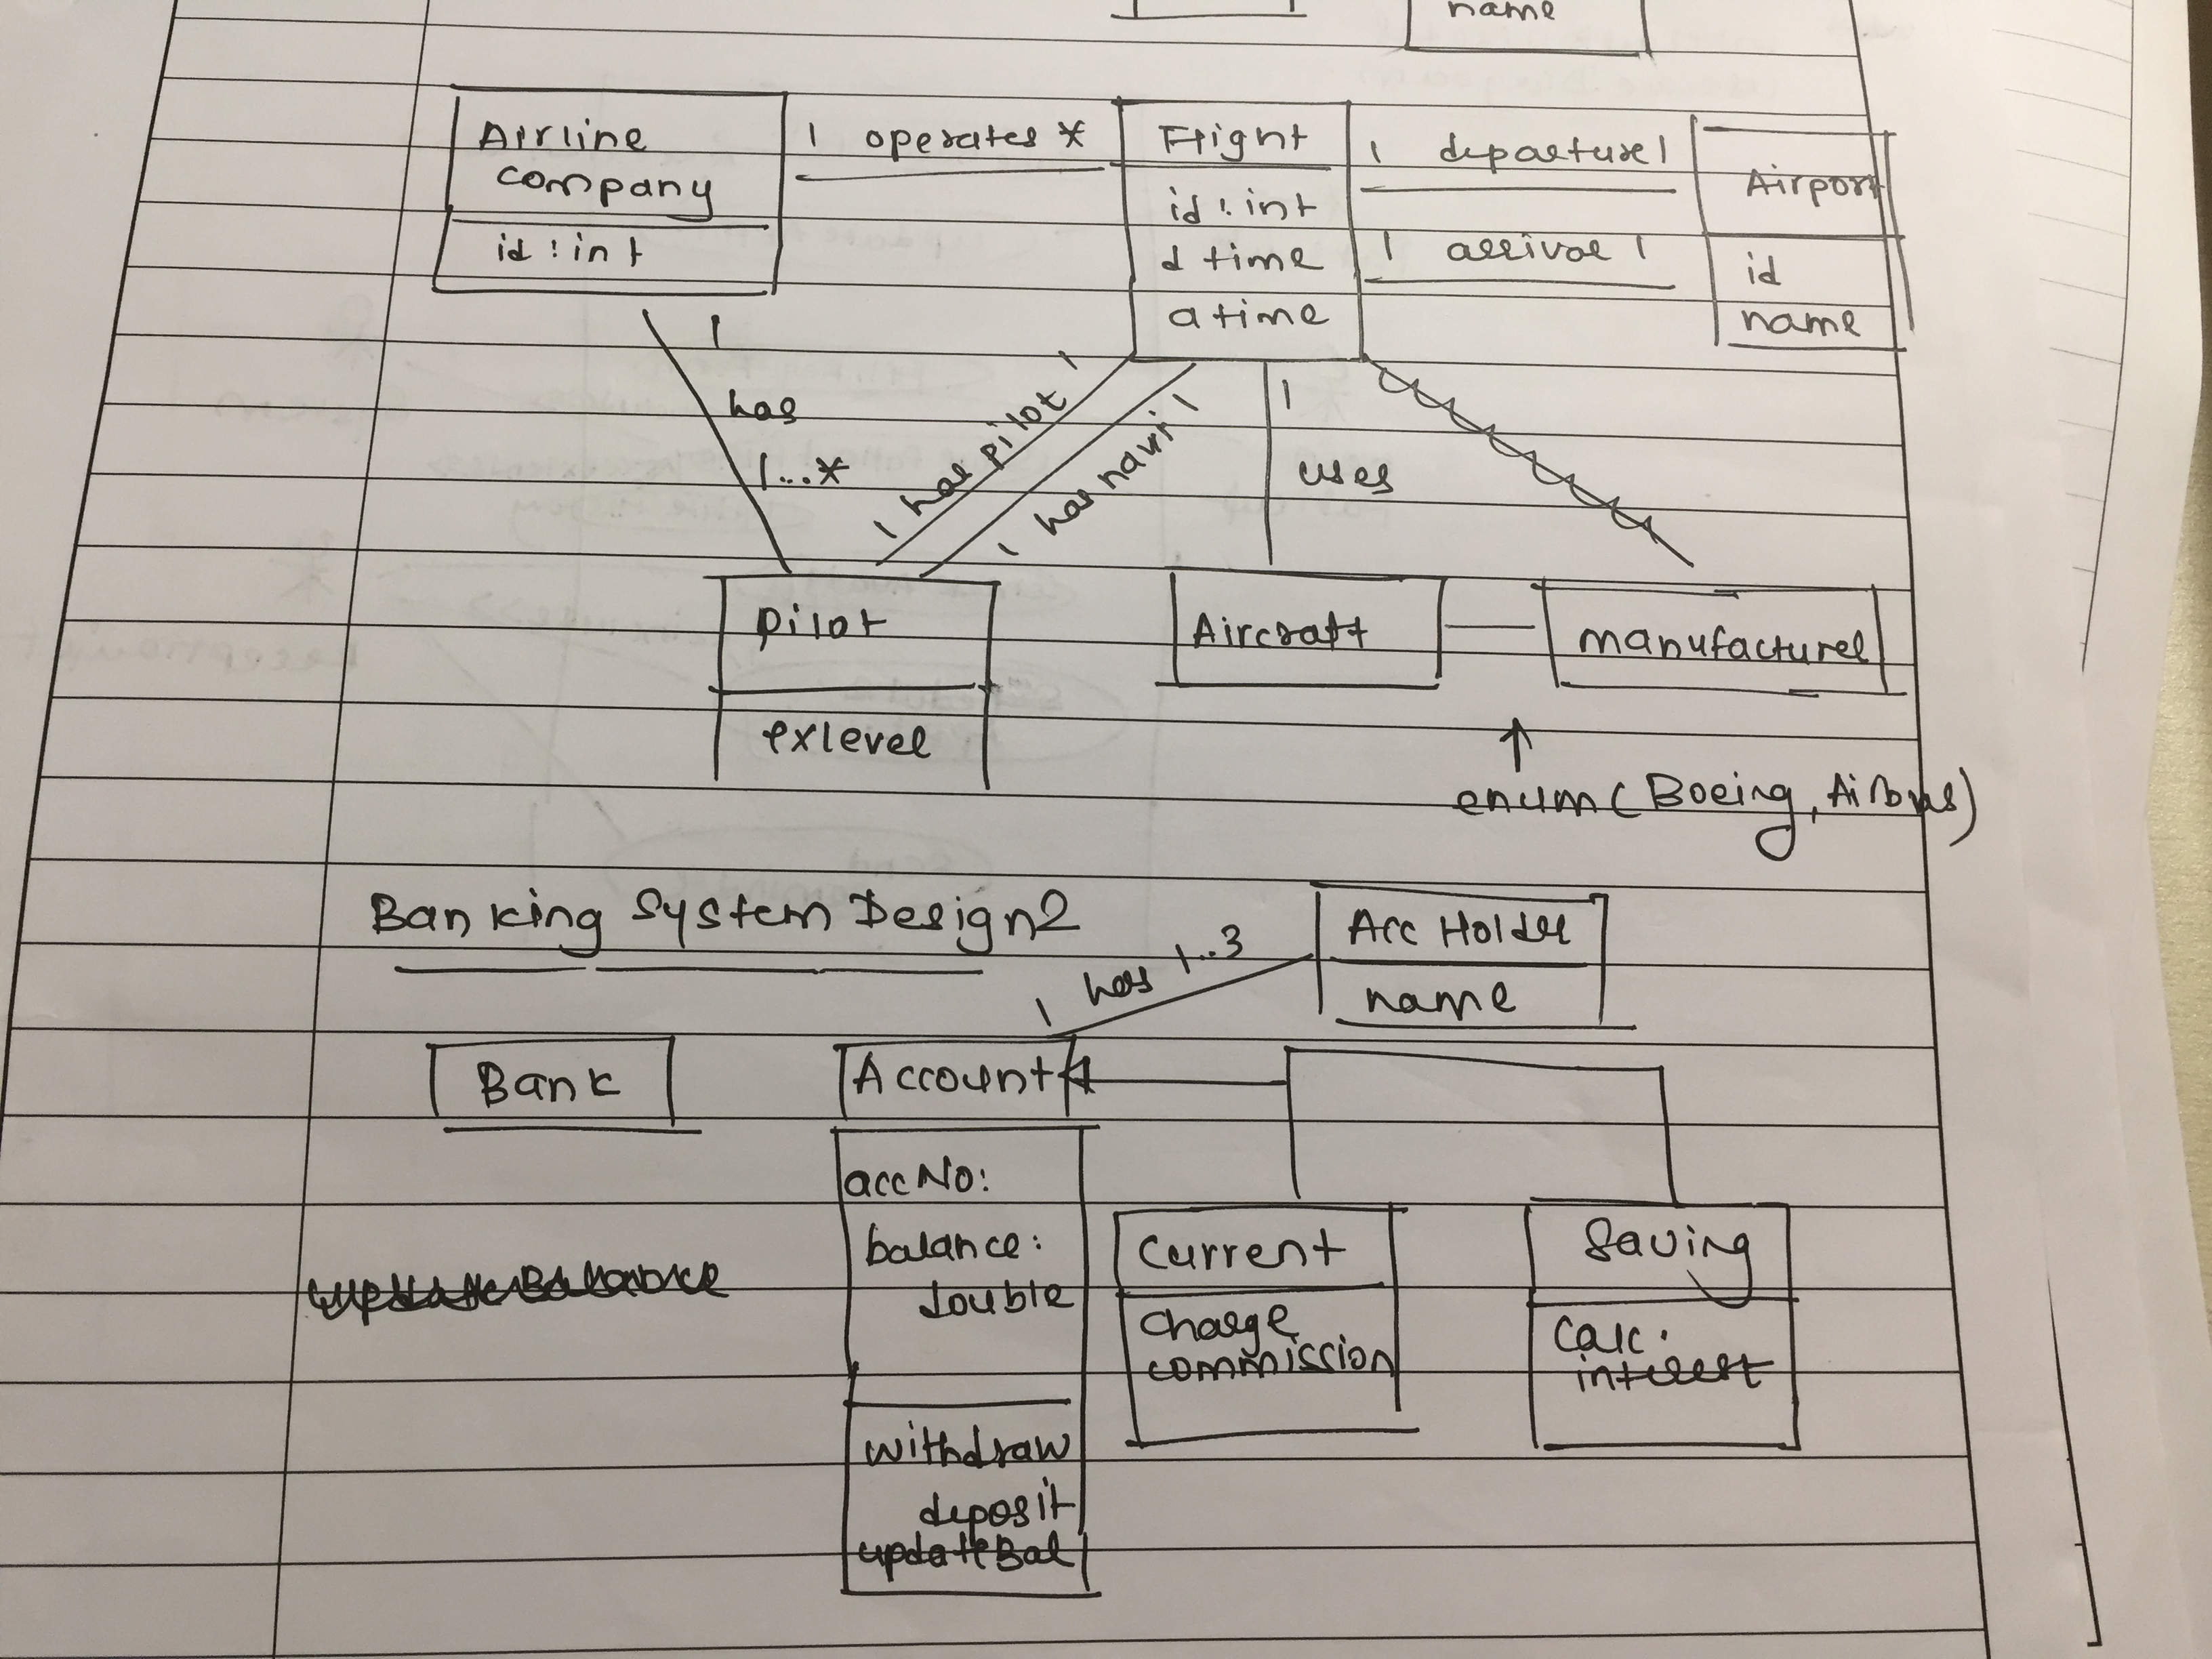 name
Airline
company
id : int
1 operates *
Flight
id : int
d time
a time
1 departure 1
1 arrival 1
Airport
id
name
1
has
1...*
1 has pilot 1
1 has navi 1
1
uses
Pilot
exlevel
Aircraft
manufacturer
enum ( Boeing, Airbus )
Banking System Design 2
1 has 1..3
Acc Holder
name
Bank
Account
accNo:
balance:
double
withdraw
deposit
updateBal
Current
Charge
commission
Saving
Calc.
interest